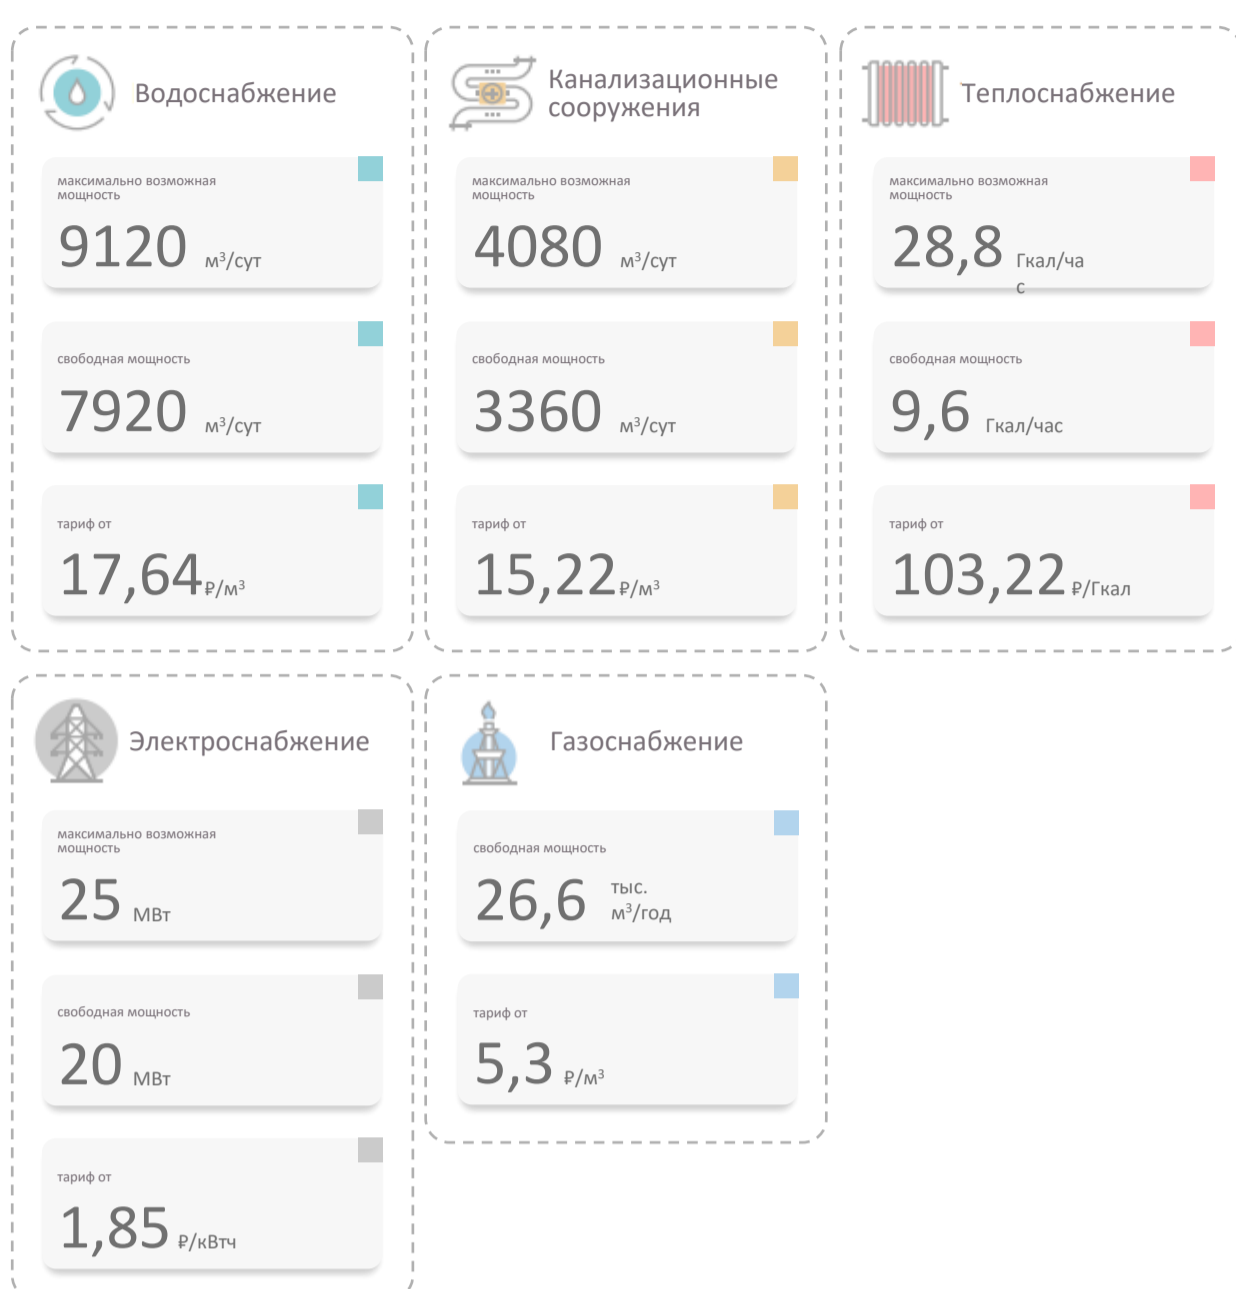 Водоснабжение
максимально возможная
мощность
9120 м³/сут
свободная мощность
7920 м³/сут
тариф от
17,64 ₽/м³
Канализационные
сооружения
максимально возможная
мощность
4080 м³/сут
свободная мощность
3360 м³/сут
тариф от
15,22 ₽/м³
Теплоснабжение
максимально возможная
мощность
28,8 Гкал/ча
с
свободная мощность
9,6 Гкал/час
тариф от
103,22 ₽/Гкал
Электроснабжение
максимально возможная
мощность
25 МВт
свободная мощность
20 МВт
тариф от
1,85 ₽/кВтч
Газоснабжение
свободная мощность
26,6 тыс.
м³/год
тариф от
5,3 ₽/м³